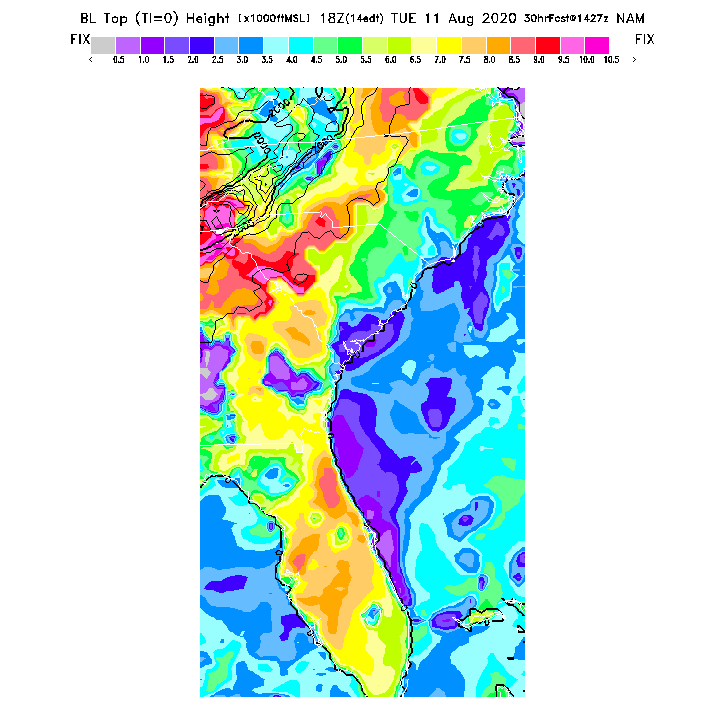 BL Top (TI=0) Height [x1000ftMSL] 18Z(14edt) TUE 11 Aug 2020 30hrFcst@1427z NAM
FIX FIX
< 0.5 1.0 1.5 2.0 2.5 3.0 3.5 4.0 4.5 5.0 5.5 6.0 6.5 7.0 7.5 8.0 8.5 9.0 9.5 10.0 10.5 >
2000
2000